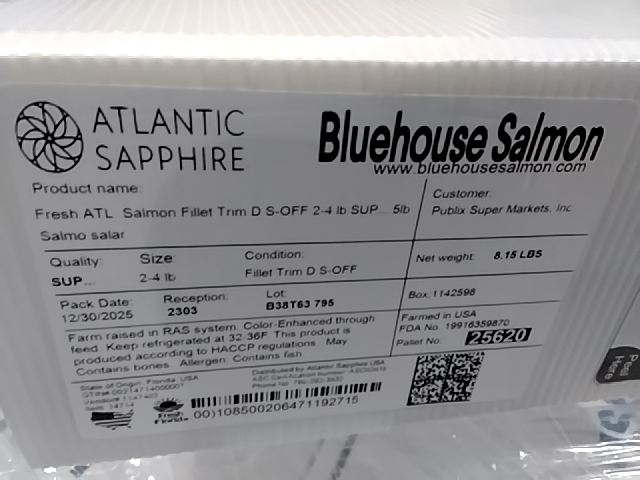 ATLANTIC SAPPHIRE
Bluehouse Salmon
www.bluehousesalmon.com
Product name:
Fresh ATL Salmon Fillet Trim D S-OFF 2-4 lb SUP... 5lb
Salmo salar
Customer:
Publix Super Markets, Inc
Quality:
SUP...
Size:
2-4 lb
Condition:
Fillet Trim D S-OFF
Net weight: 8.15 LBS
Pack Date:
12/30/2025
Reception:
2303
Lot:
B38T63 795
Box: 1142598
Farm raised in RAS system. Color-Enhanced through
feed. Keep refrigerated at 32-36F. This product is
produced according to HACCP regulations. May
Contains bones. Allergen: Contains fish
Farmed in USA
FDA No. 19916359870
Pallet No: 25620
State of Origin: Florida, USA
Distributed by Atlantic Sapphire USA
Fresh
Florida
00)108500206471192715